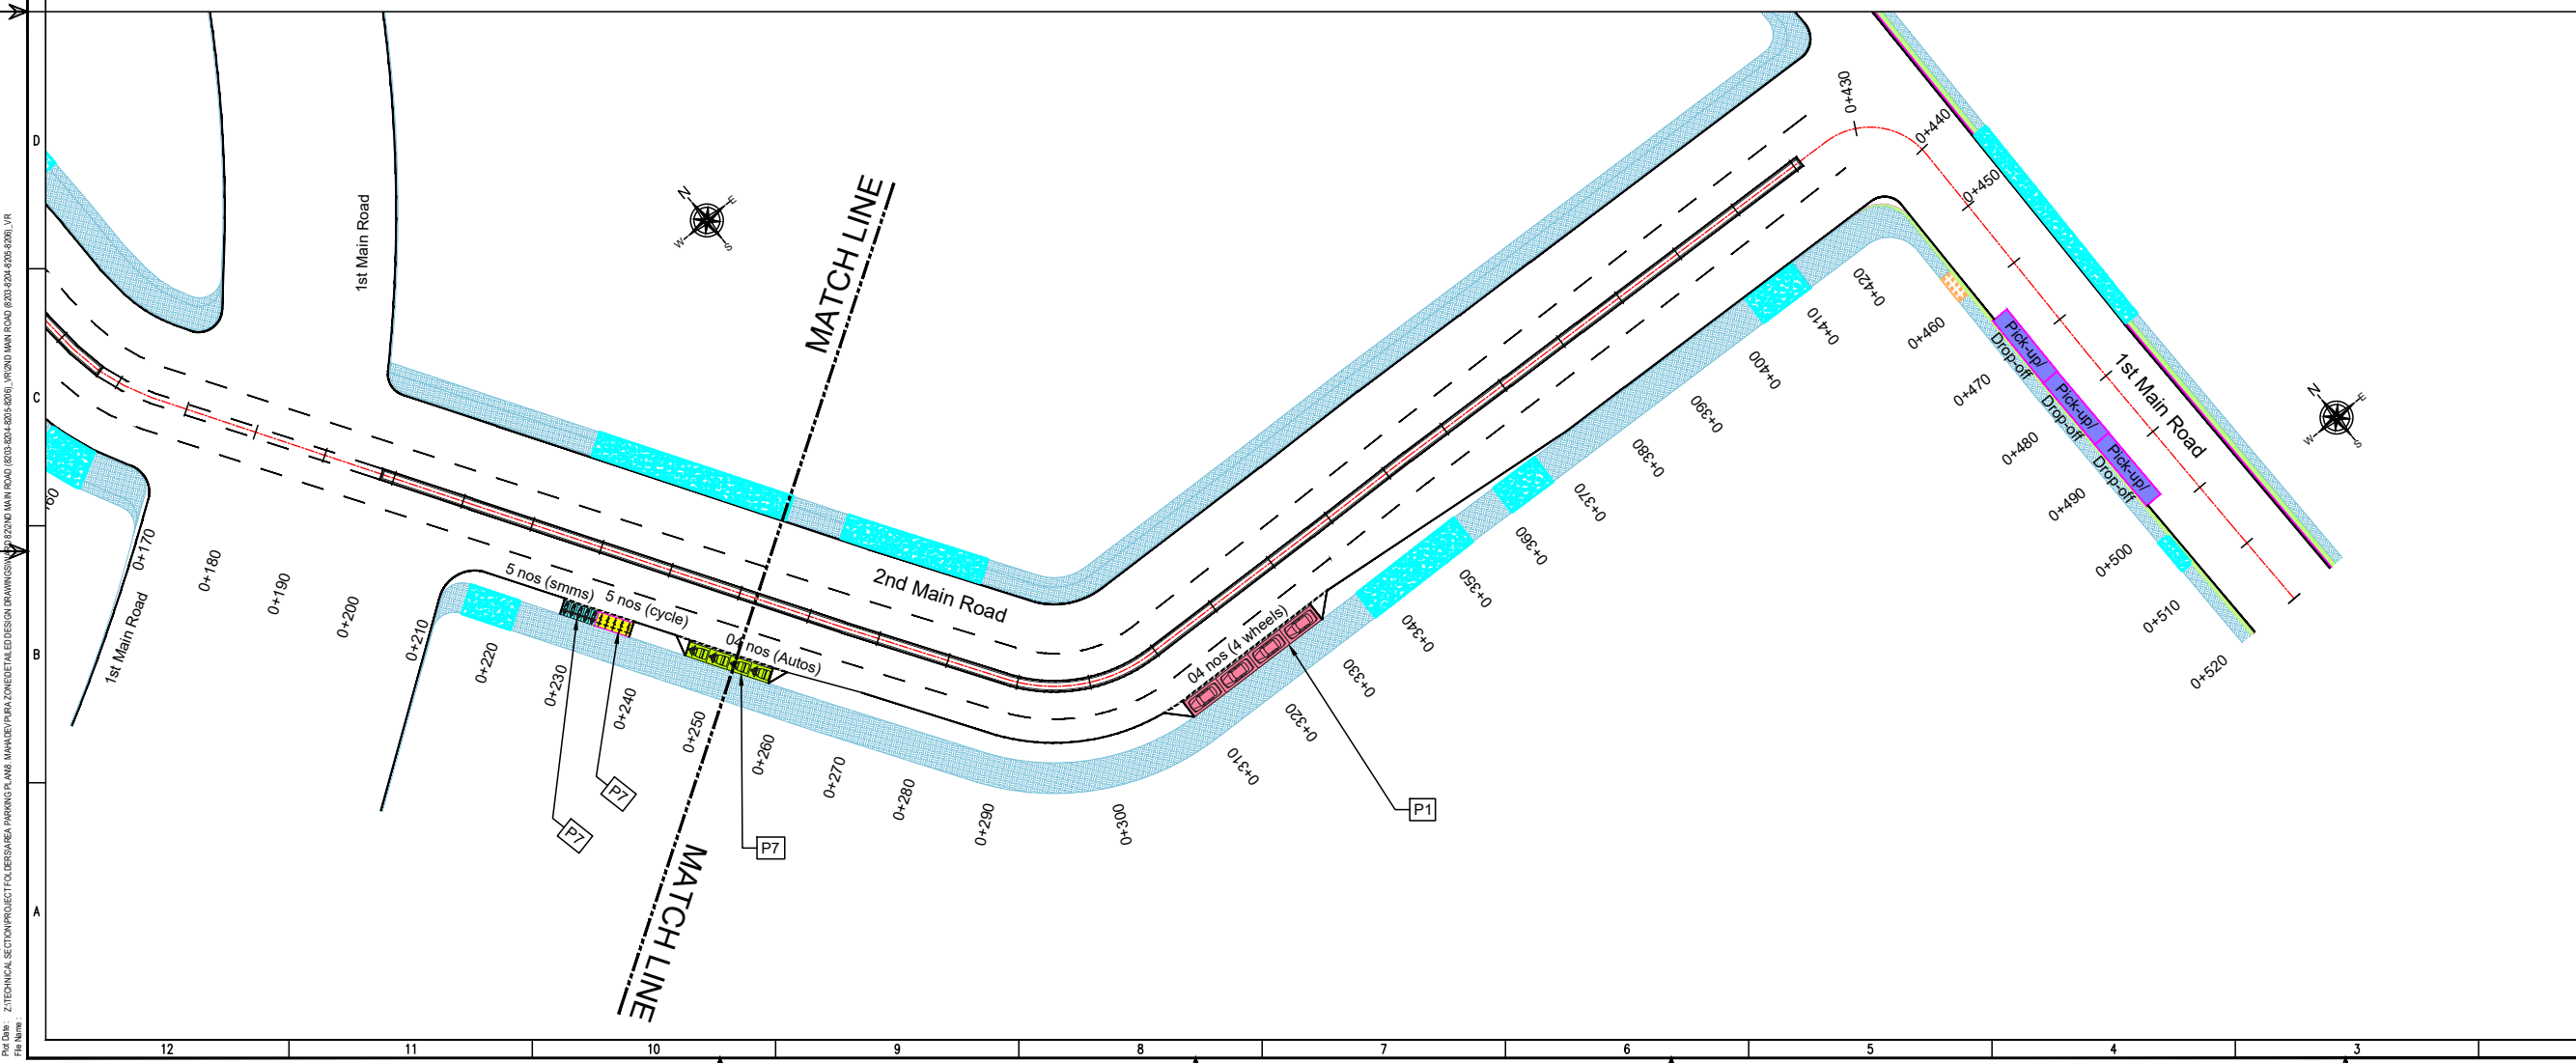 D
C
B
A
1st Main Road
N
E
W
S
MATCH LINE
0+430
0+440
0+450
0+420
0+410
0+400
0+390
0+380
0+370
0+360
0+350
0+340
0+330
0+320
0+310
0+300
0+290
0+280
0+270
0+260
0+250
0+240
0+230
0+220
0+210
0+200
0+190
0+180
0+170
1st Main Road
5 nos (smms)
5 nos (cycle)
04 nos (Autos)
2nd Main Road
04 nos (4 wheels)
P7
P7
P7
P1
MATCH LINE
0+460
0+470
0+480
0+490
0+500
0+510
0+520
Pick-up/
Drop-off
Pick-up/
Drop-off
Pick-up/
Drop-off
1st Main Road
N
E
W
S
Plot Date :
File Name :
12
11
10
9
8
7
6
5
4
3